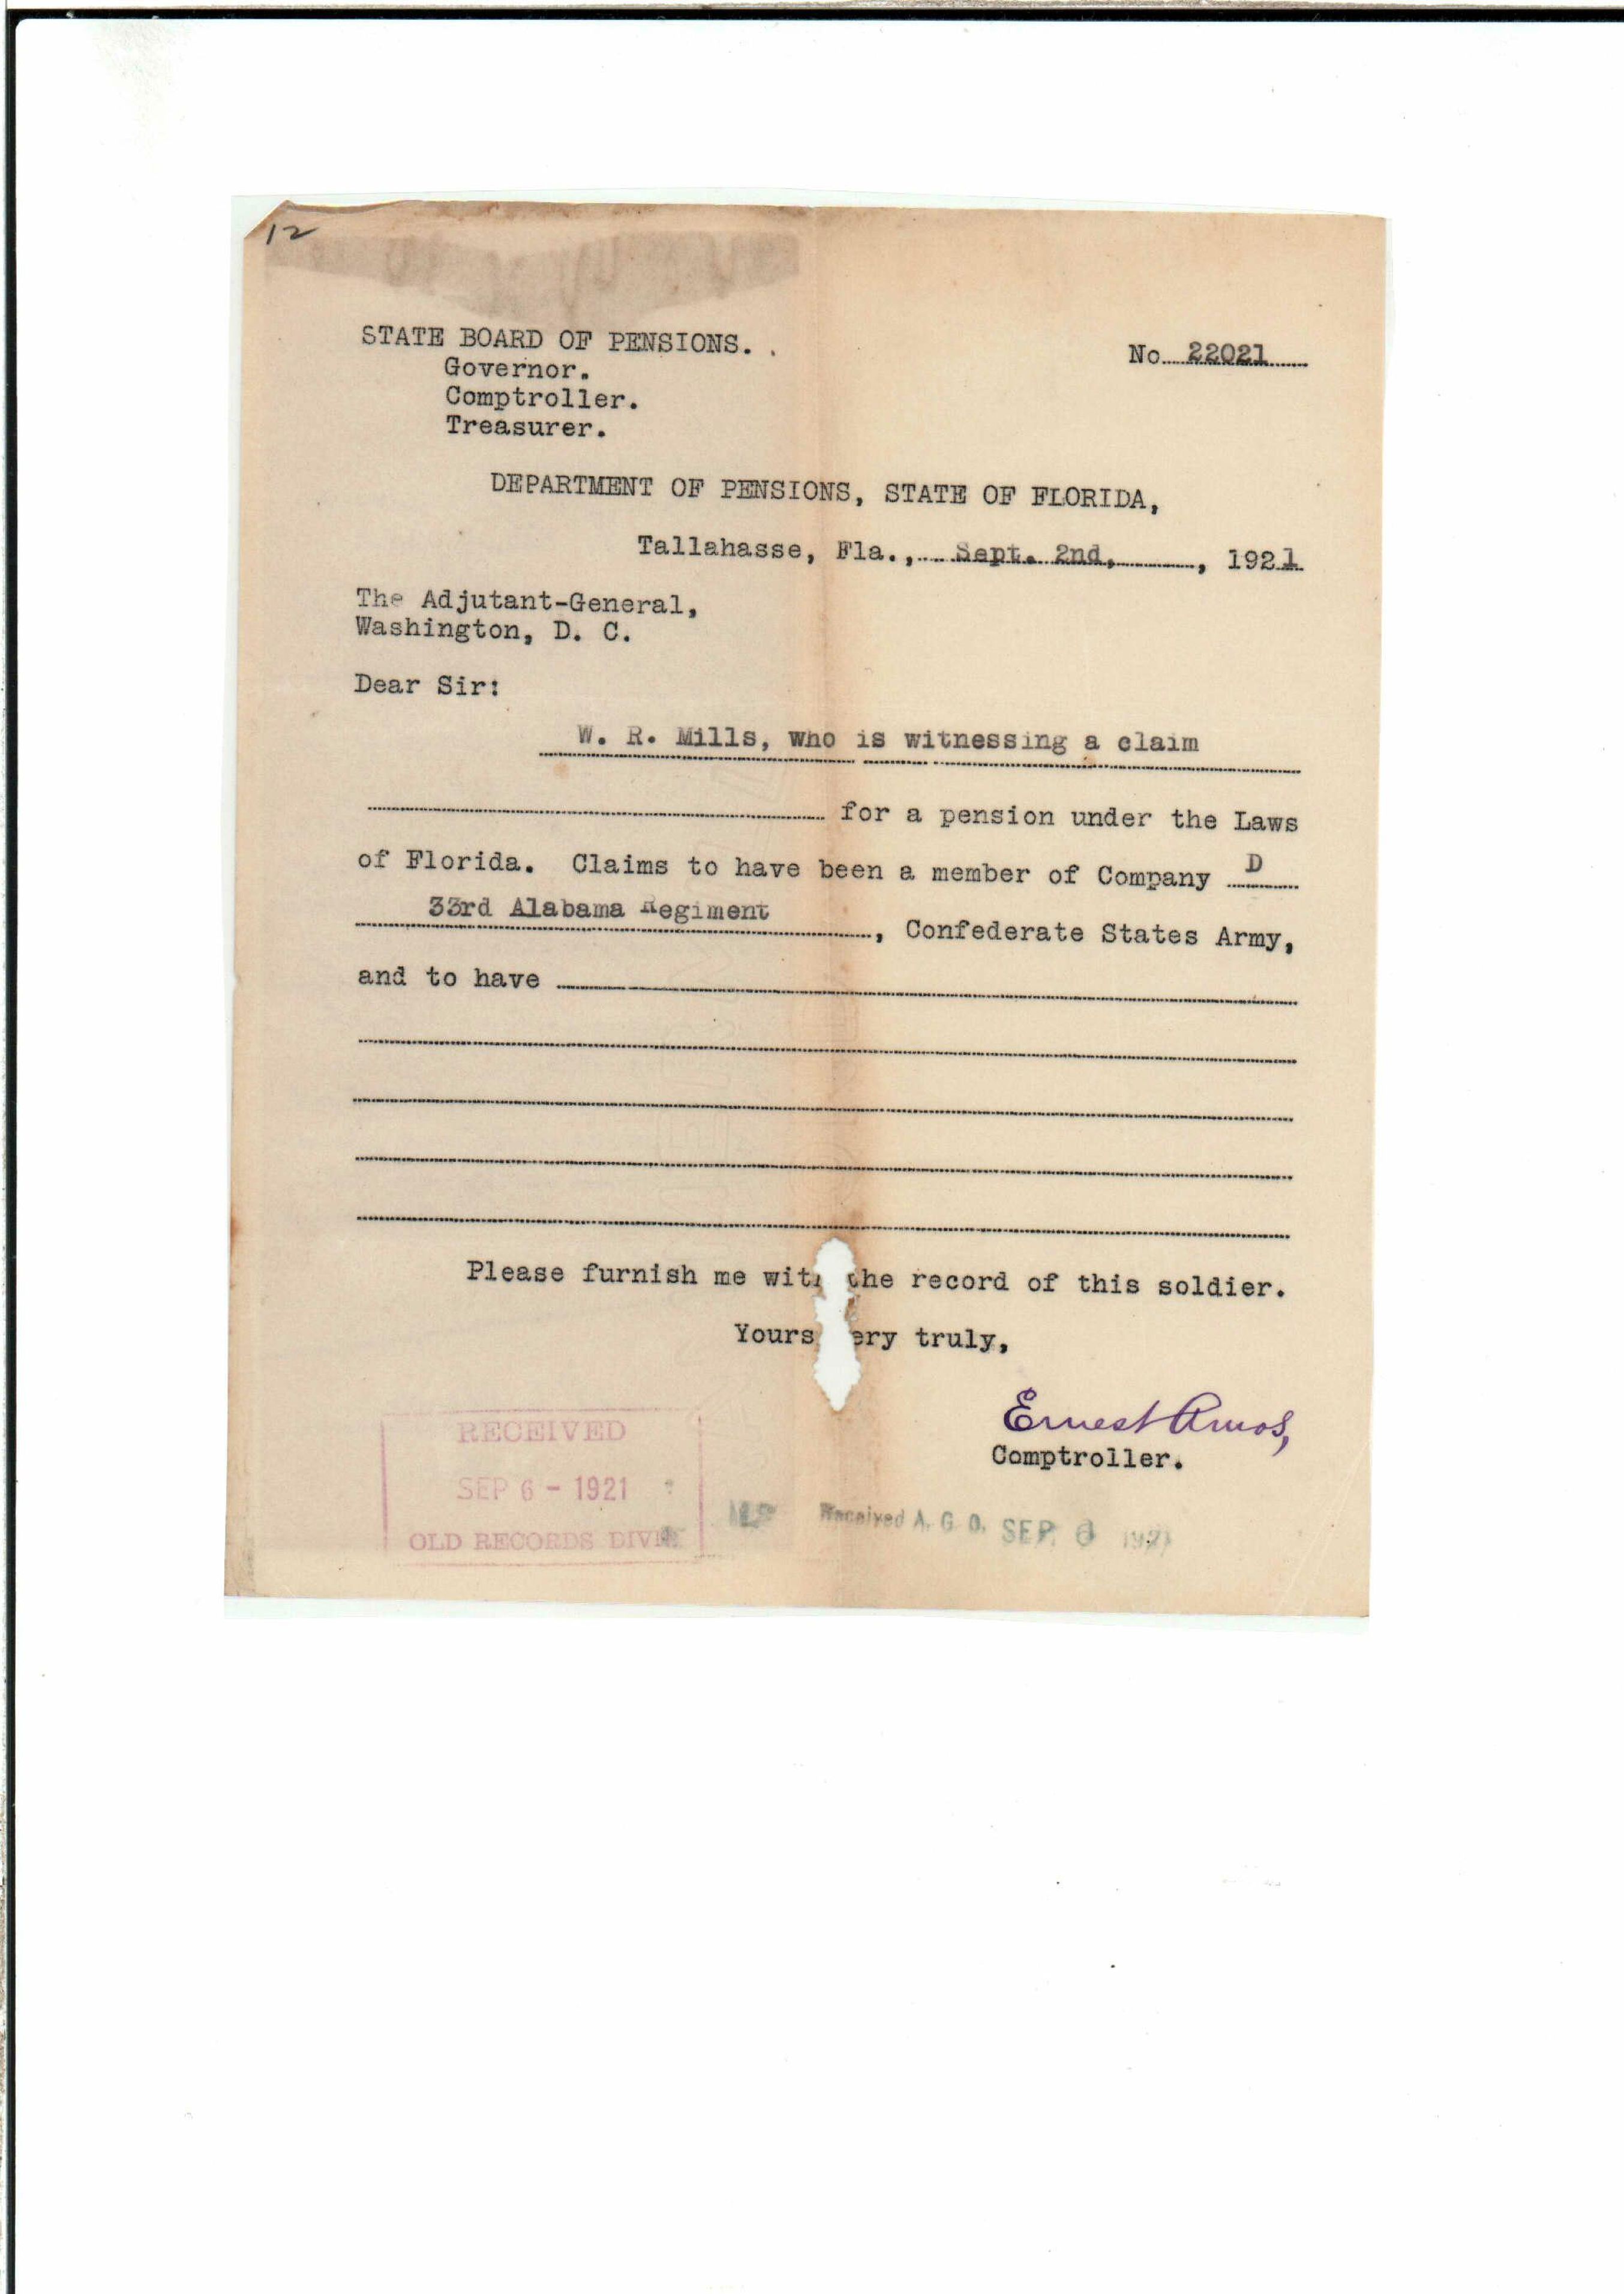 12
STATE BOARD OF PENSIONS.
No. 22021
Governor.
Comptroller.
Treasurer.
DEPARTMENT OF PENSIONS, STATE OF FLORIDA,
Tallahasse, Fla., Sept. 2nd, , 1921
The Adjutant-General,
Washington, D. C.
Dear Sir:
W. R. Mills, who is witnessing a claim
for a pension under the Laws
of Florida. Claims to have been a member of Company D
33rd Alabama Regiment , Confederate States Army,
and to have
Please furnish me with the record of this soldier.
Yours ery truly,
Ernest Amos,
Comptroller.
RECEIVED
SEP 6 - 1921
OLD RECORDS DIV
Received A. G. O. SEP 6 1921